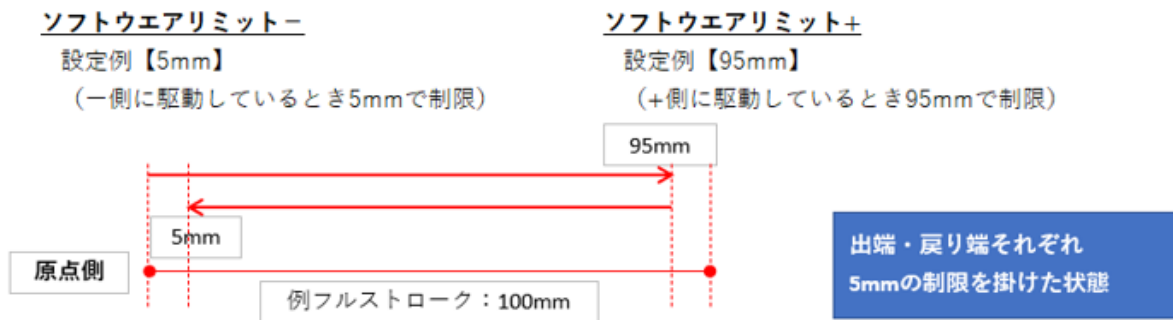 ソフトウエアリミット－
設定例【5mm】
（－側に駆動しているとき5mmで制限）
ソフトウエアリミット+
設定例【95mm】
（+側に駆動しているとき95mmで制限）
95mm
5mm
原点側
例フルストローク：100mm
出端・戻り端それぞれ
5mmの制限を掛けた状態